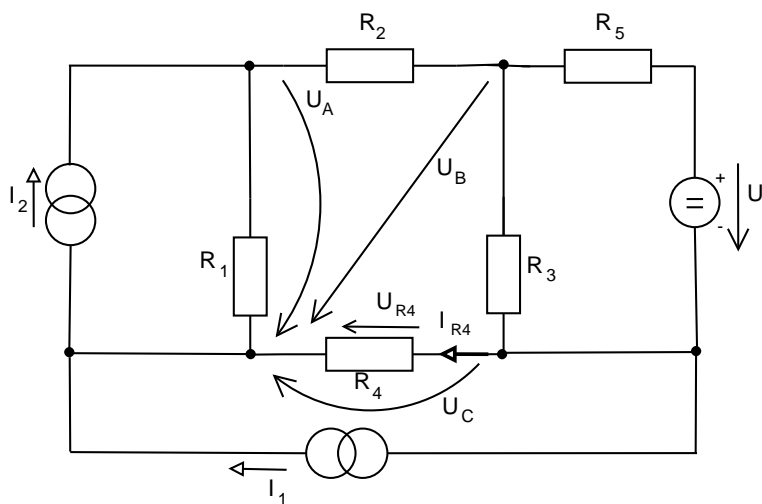 R2
R5
UA
I2
UB
+
=
U
-
R1
R3
UR4
IR4
R4
UC
I1